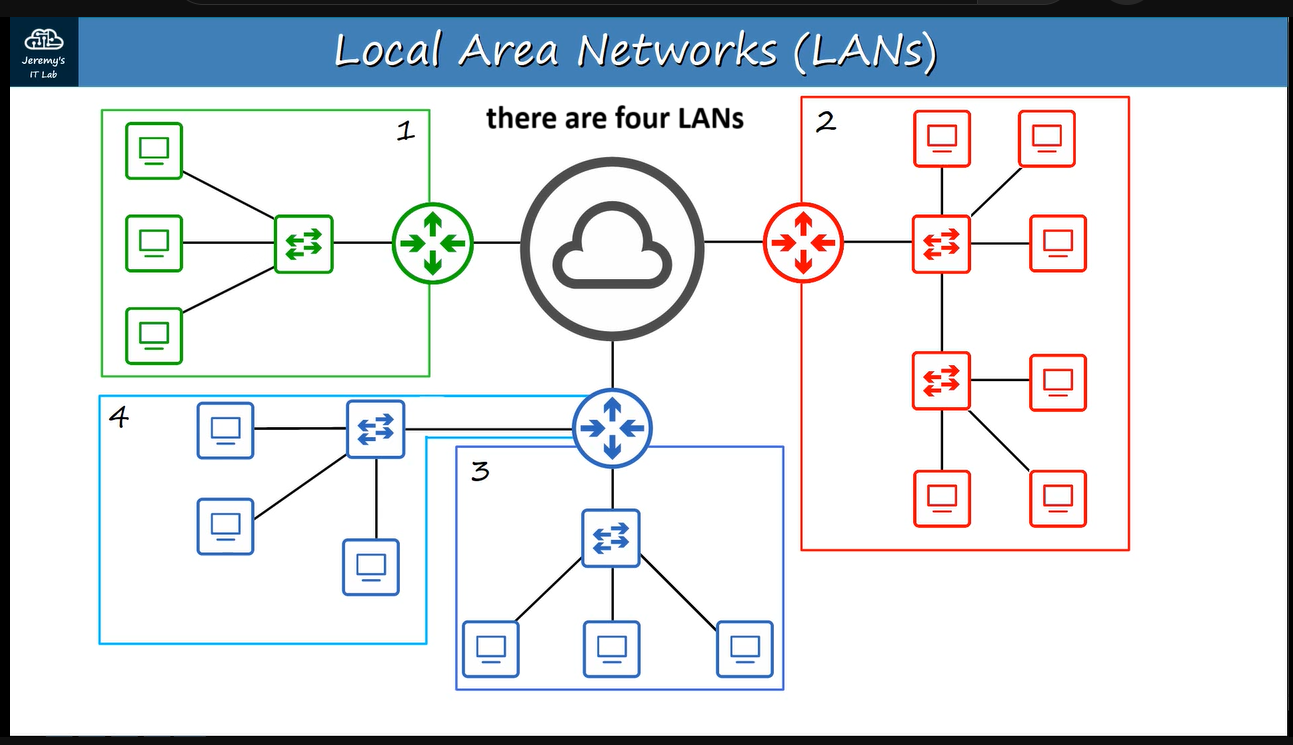 Jeremy's
IT Lab
Local Area Networks (LANs)
there are four LANs
1
2
4
3